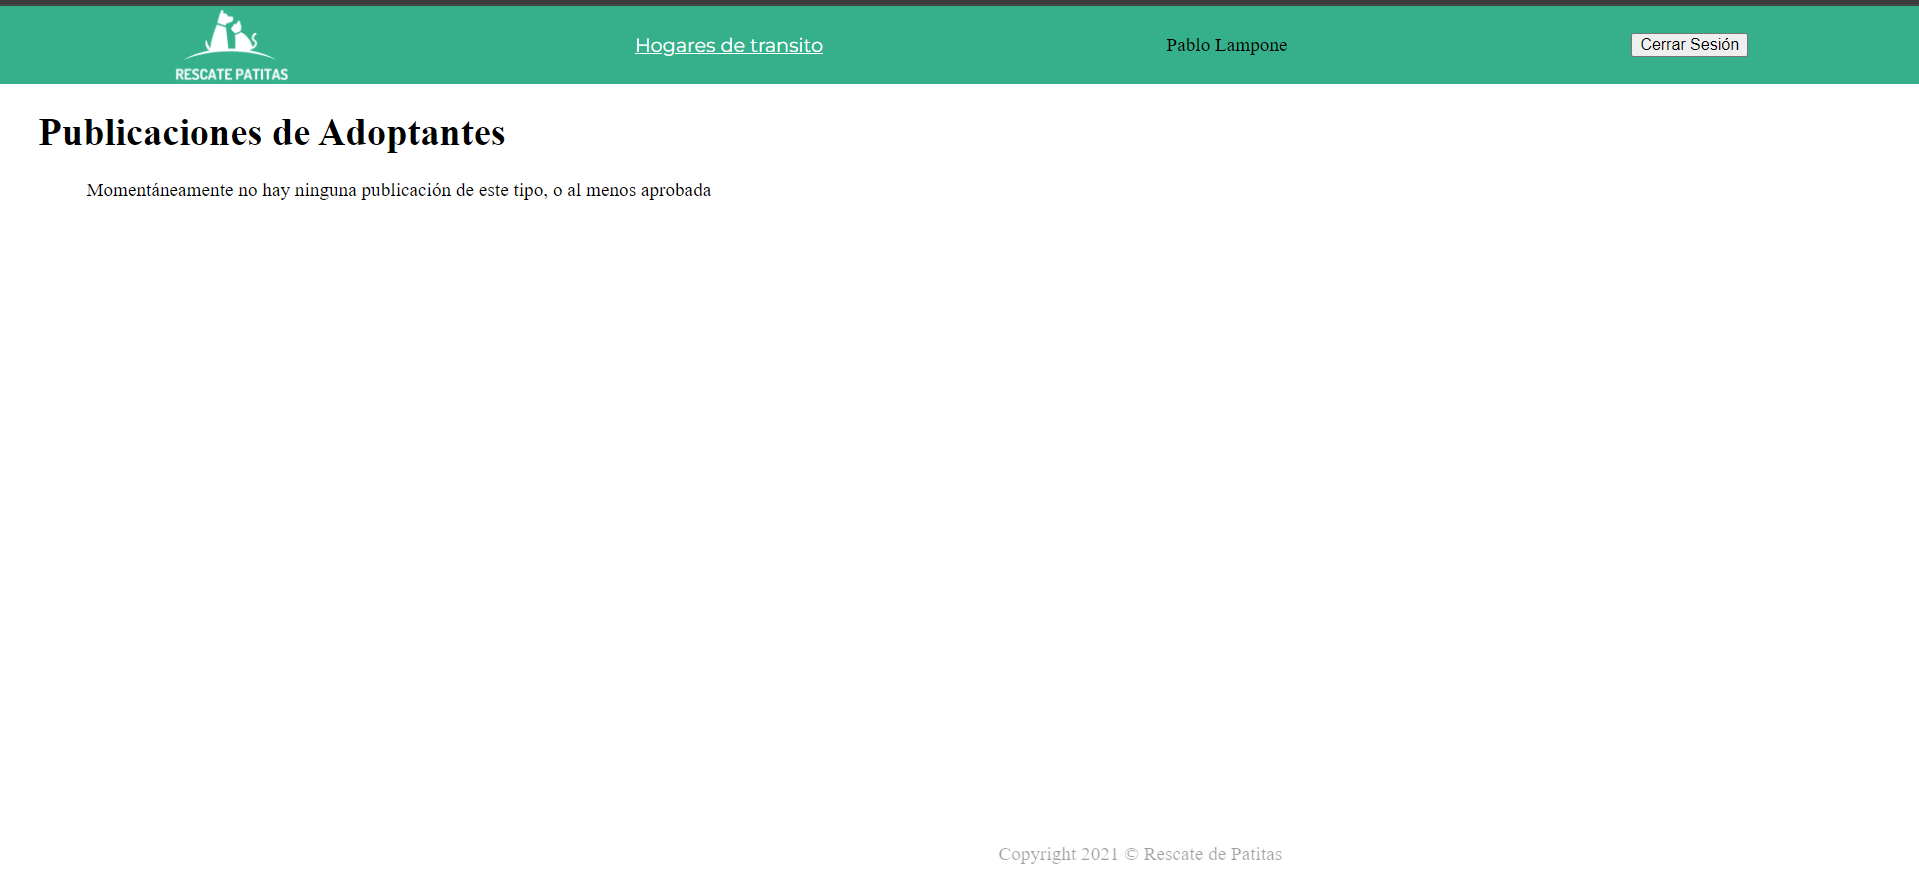 RESCATE PATITAS
Hogares de transito
Pablo Lampone
Cerrar Sesión
Publicaciones de Adoptantes
Momentáneamente no hay ninguna publicación de este tipo, o al menos aprobada
Copyright 2021 © Rescate de Patitas